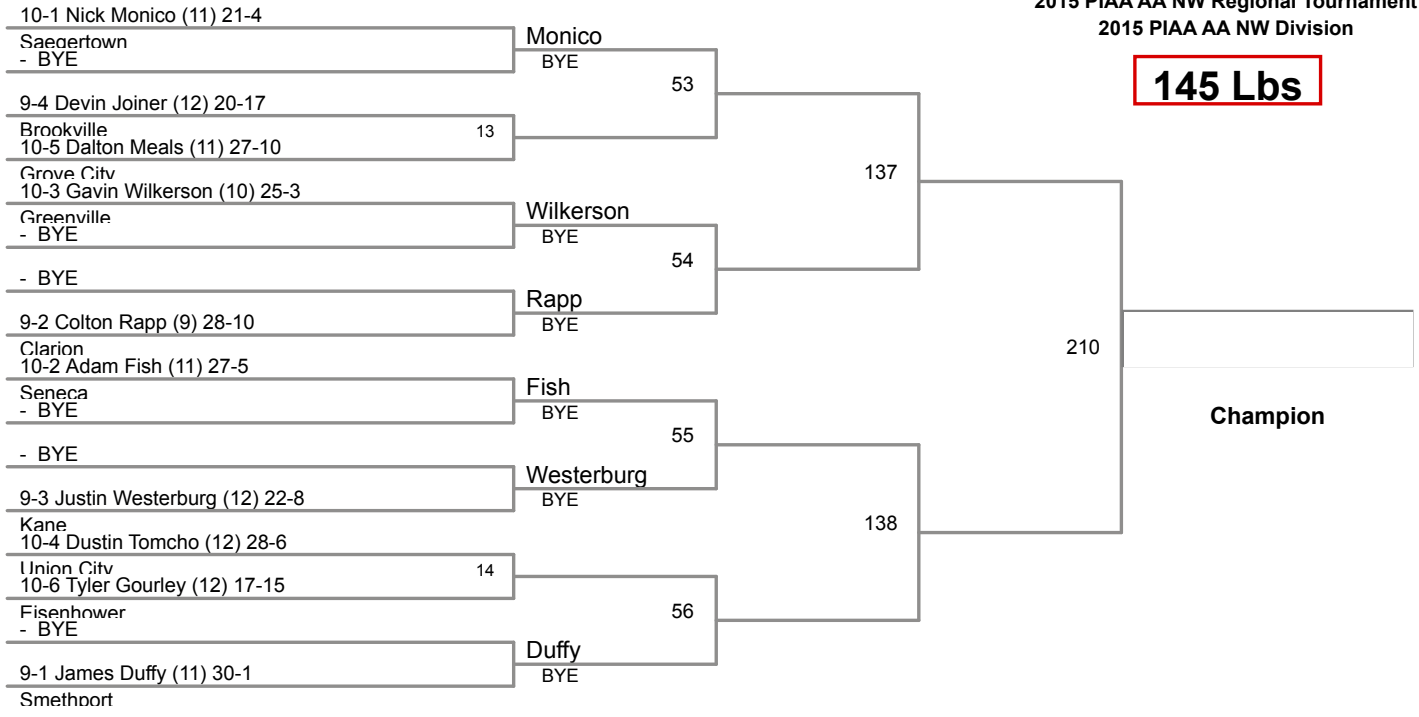 2015 PIAA AA NW Regional Tournament
2015 PIAA AA NW Division
145 Lbs
10-1 Nick Monico (11) 21-4
Saegertown
- BYE
9-4 Devin Joiner (12) 20-17
Brookville
10-5 Dalton Meals (11) 27-10
Grove City
10-3 Gavin Wilkerson (10) 25-3
Greenville
- BYE
- BYE
9-2 Colton Rapp (9) 28-10
Clarion
10-2 Adam Fish (11) 27-5
Seneca
- BYE
- BYE
9-3 Justin Westerburg (12) 22-8
Kane
10-4 Dustin Tomcho (12) 28-6
Union City
10-6 Tyler Gourley (12) 17-15
Eisenhower
- BYE
9-1 James Duffy (11) 30-1
Smethport
13
14
Monico
BYE
Wilkerson
BYE
Rapp
BYE
Fish
BYE
Westerburg
BYE
Duffy
BYE
53
54
55
56
137
138
210
Champion